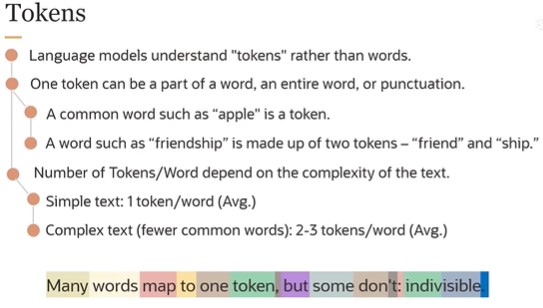 Tokens
Language models understand "tokens" rather than words.
One token can be a part of a word, an entire word, or punctuation.
A common word such as “apple” is a token.
A word such as “friendship” is made up of two tokens – “friend” and “ship.”
Number of Tokens/Word depend on the complexity of the text.
Simple text: 1 token/word (Avg.)
Complex text (fewer common words): 2-3 tokens/word (Avg.)
Many words map to one token, but some don't: indivisible.